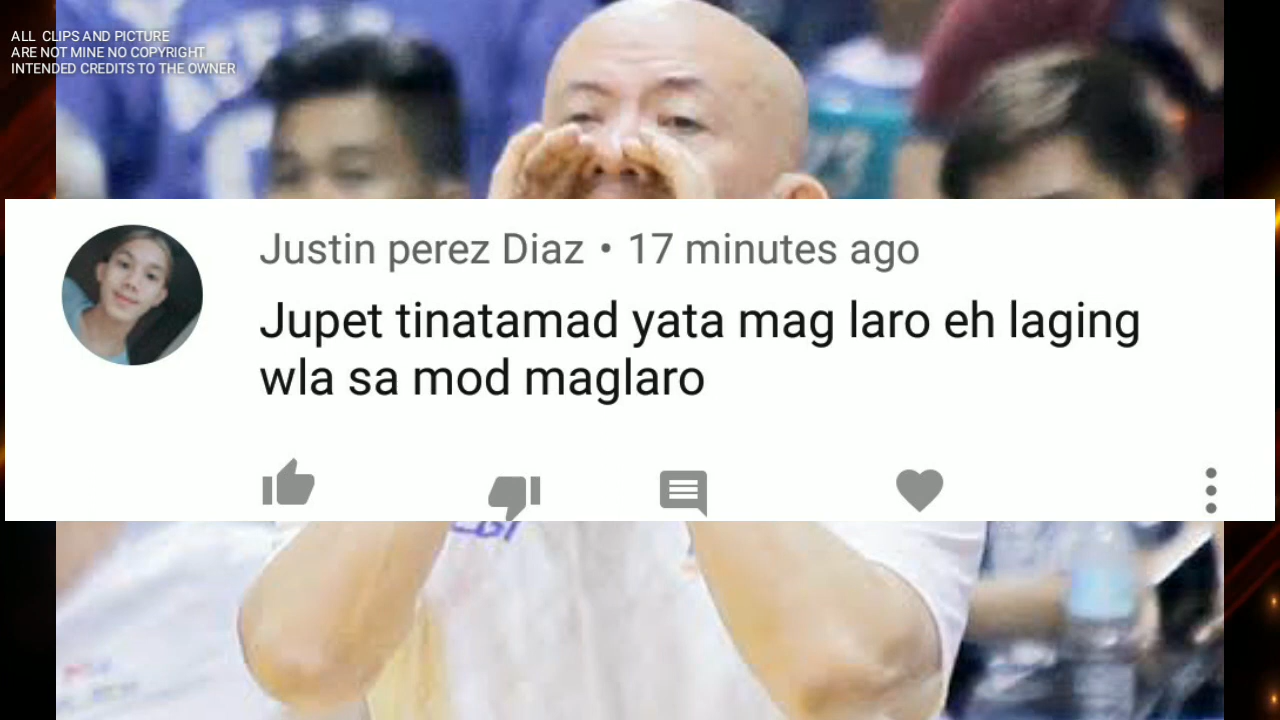 ALL CLIPS AND PICTURE
ARE NOT MINE NO COPYRIGHT
INTENDED CREDITS TO THE OWNER
Justin perez Diaz • 17 minutes ago
Jupet tinatamad yata mag laro eh laging
wla sa mod maglaro